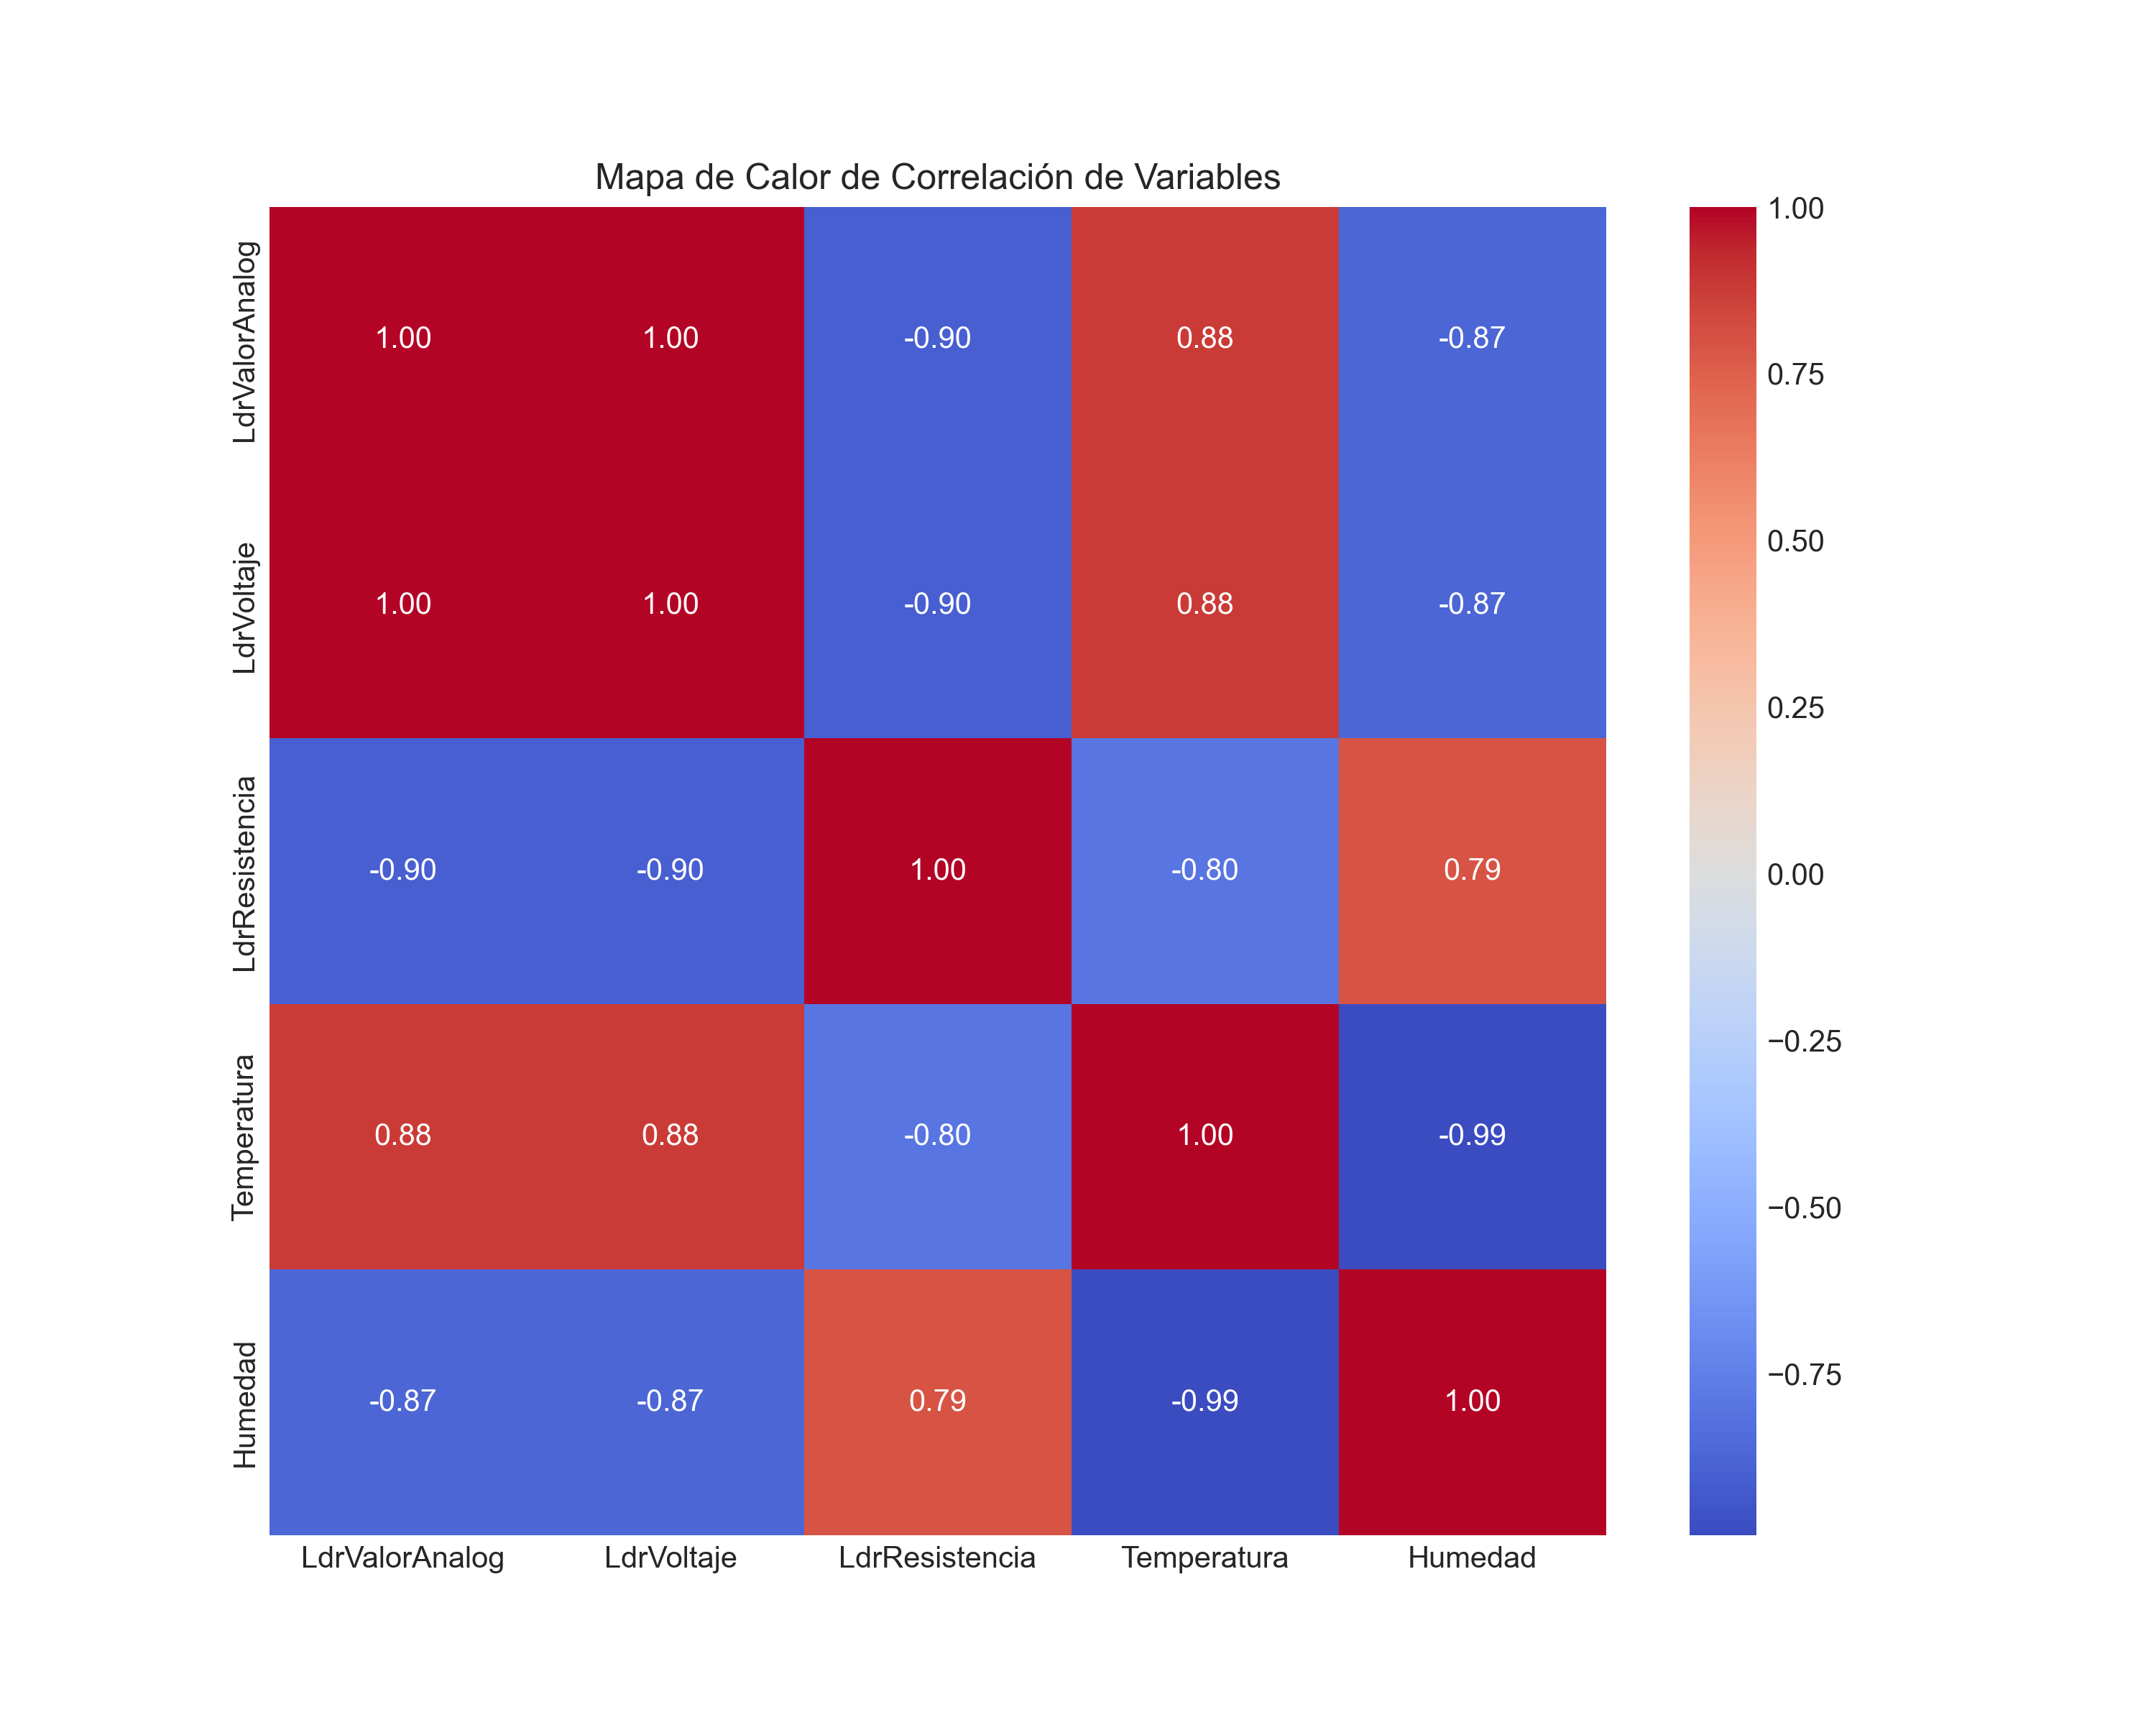 Mapa de Calor de Correlación de Variables
LdrValorAnalog
1.00 1.00 -0.90 0.88 -0.87
LdrVoltaje
1.00 1.00 -0.90 0.88 -0.87
LdrResistencia
-0.90 -0.90 1.00 -0.80 0.79
Temperatura
0.88 0.88 -0.80 1.00 -0.99
Humedad
-0.87 -0.87 0.79 -0.99 1.00
LdrValorAnalog LdrVoltaje LdrResistencia Temperatura Humedad
1.00
0.75
0.50
0.25
0.00
−0.25
−0.50
−0.75